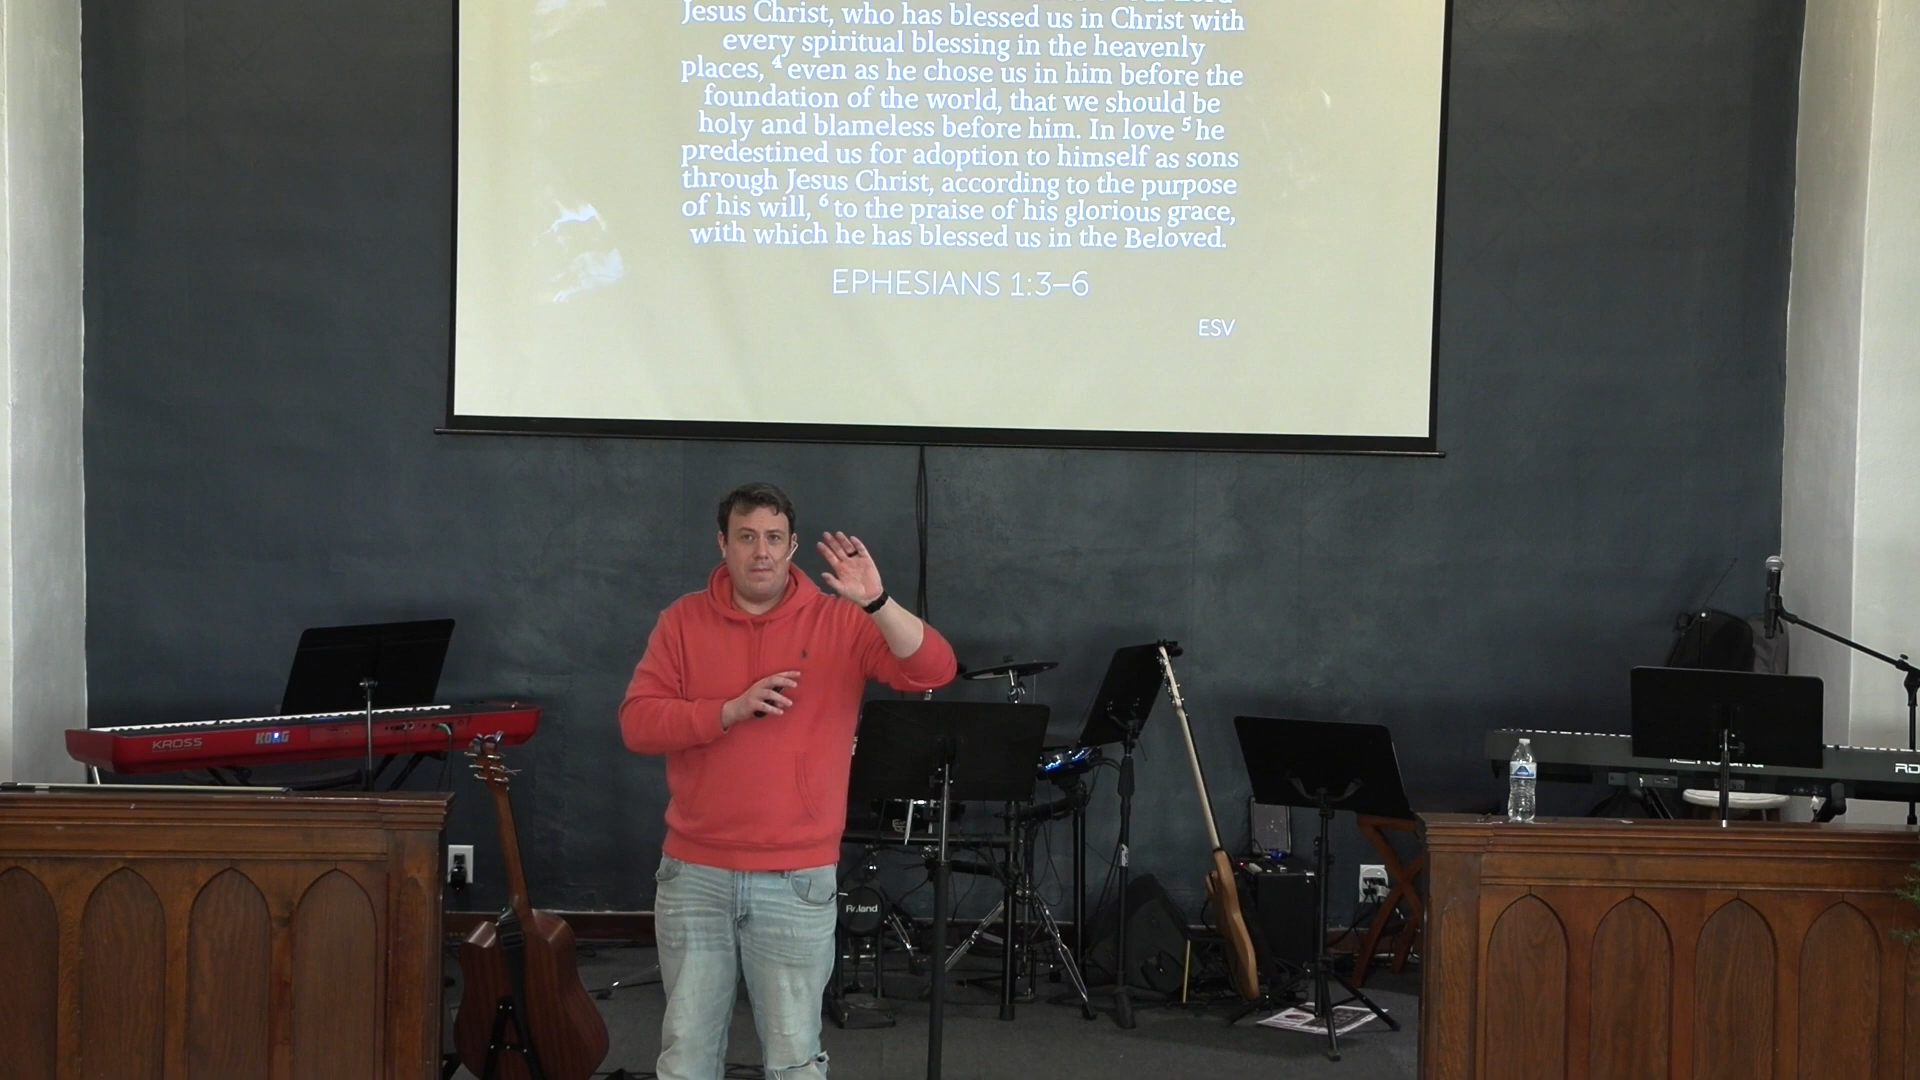 Jesus Christ, who has blessed us in Christ with
every spiritual blessing in the heavenly
places, 4 even as he chose us in him before the
foundation of the world, that we should be
holy and blameless before him. In love 5 he
predestined us for adoption to himself as sons
through Jesus Christ, according to the purpose
of his will, 6 to the praise of his glorious grace,
with which he has blessed us in the Beloved.
EPHESIANS 1:3–6
ESV
KROSS
KORG
Roland
RD